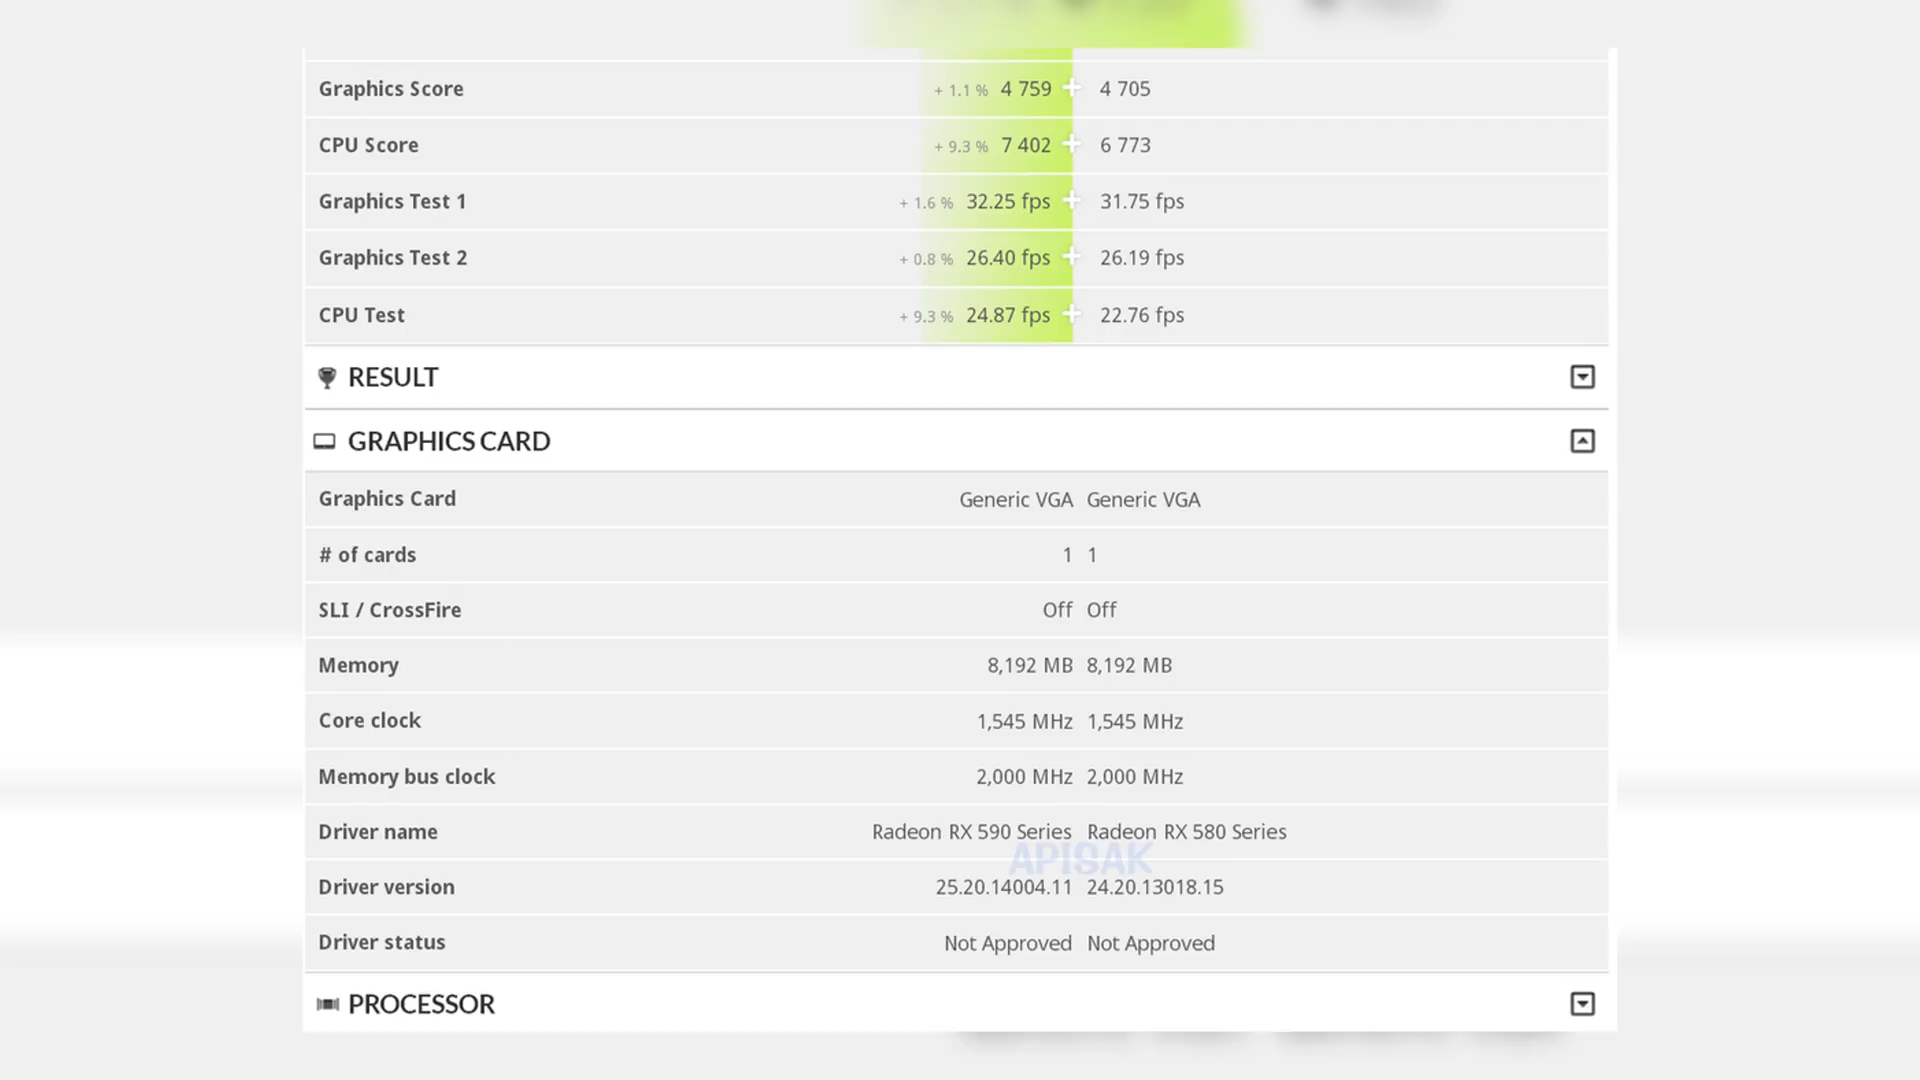 Graphics Score + 1.1 % 4 759 + 4 705
CPU Score + 9.3 % 7 402 + 6 773
Graphics Test 1 + 1.6 % 32.25 fps + 31.75 fps
Graphics Test 2 + 0.8 % 26.40 fps + 26.19 fps
CPU Test + 9.3 % 24.87 fps + 22.76 fps
RESULT
GRAPHICS CARD
Graphics Card Generic VGA Generic VGA
# of cards 1 1
SLI / CrossFire Off Off
Memory 8,192 MB 8,192 MB
Core clock 1,545 MHz 1,545 MHz
Memory bus clock 2,000 MHz 2,000 MHz
Driver name Radeon RX 590 Series Radeon RX 580 Series
APISAK
Driver version 25.20.14004.11 24.20.13018.15
Driver status Not Approved Not Approved
PROCESSOR